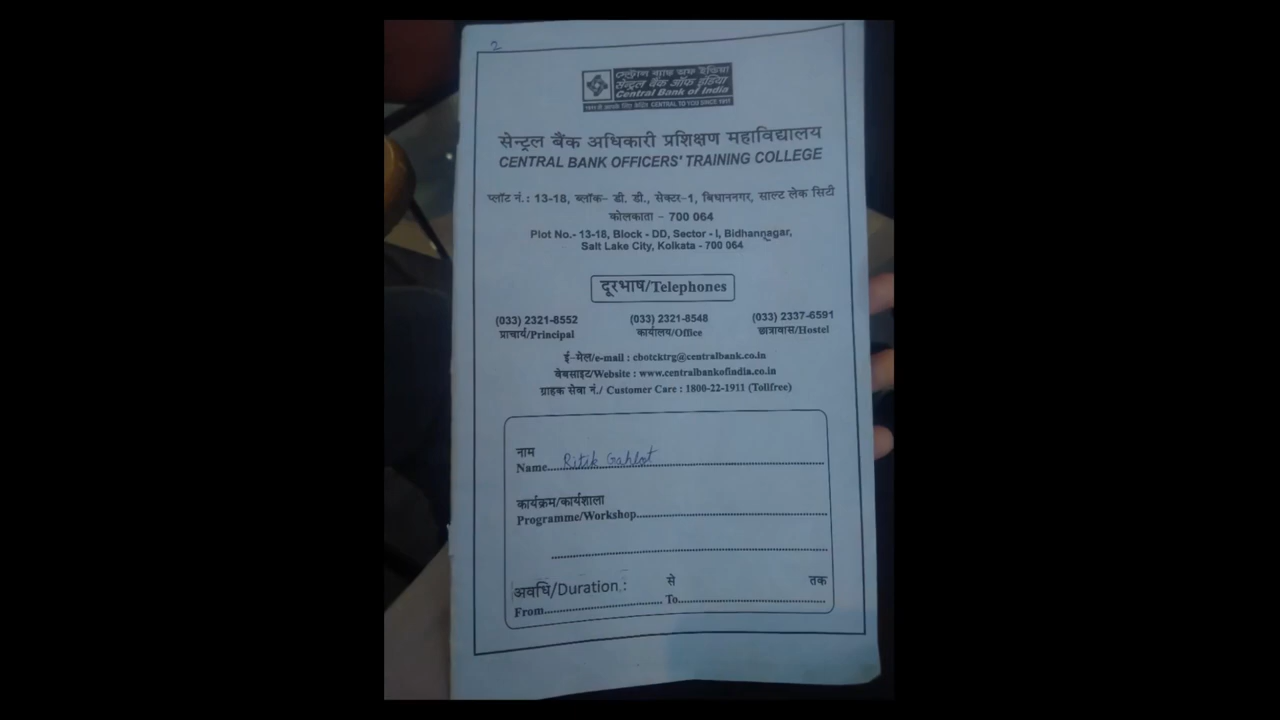 2
সেন্ট্রাল ব্যাঙ্ক অফ ইন্ডিয়া
सेन्ट्रल बैंक ऑफ इंडिया
Central Bank of India
1911 से आपके लिए केंद्रित CENTRAL TO YOU SINCE 1911
सेन्ट्रल बैंक अधिकारी प्रशिक्षण महाविद्यालय
CENTRAL BANK OFFICERS' TRAINING COLLEGE
प्लॉट नं.: 13-18, ब्लॉक- डी. डी., सेक्टर-1, बिधाननगर, साल्ट लेक सिटी
कोलकाता - 700 064
Plot No.- 13-18, Block - DD, Sector - I, Bidhannagar,
Salt Lake City, Kolkata - 700 064
दूरभाष/Telephones
(033) 2321-8552 (033) 2321-8548 (033) 2337-6591
प्राचार्य/Principal कार्यालय/Office छात्रावास/Hostel
ई-मेल/e-mail : cbotcktrg@centralbank.co.in
वेबसाइट/Website : www.centralbankofindia.co.in
ग्राहक सेवा नं./ Customer Care : 1800-22-1911 (Tollfree)
नाम
Name Ritik Gahlot
कार्यक्रम/कार्यशाला
Programme/Workshop
अवधि/Duration : से तक
From To